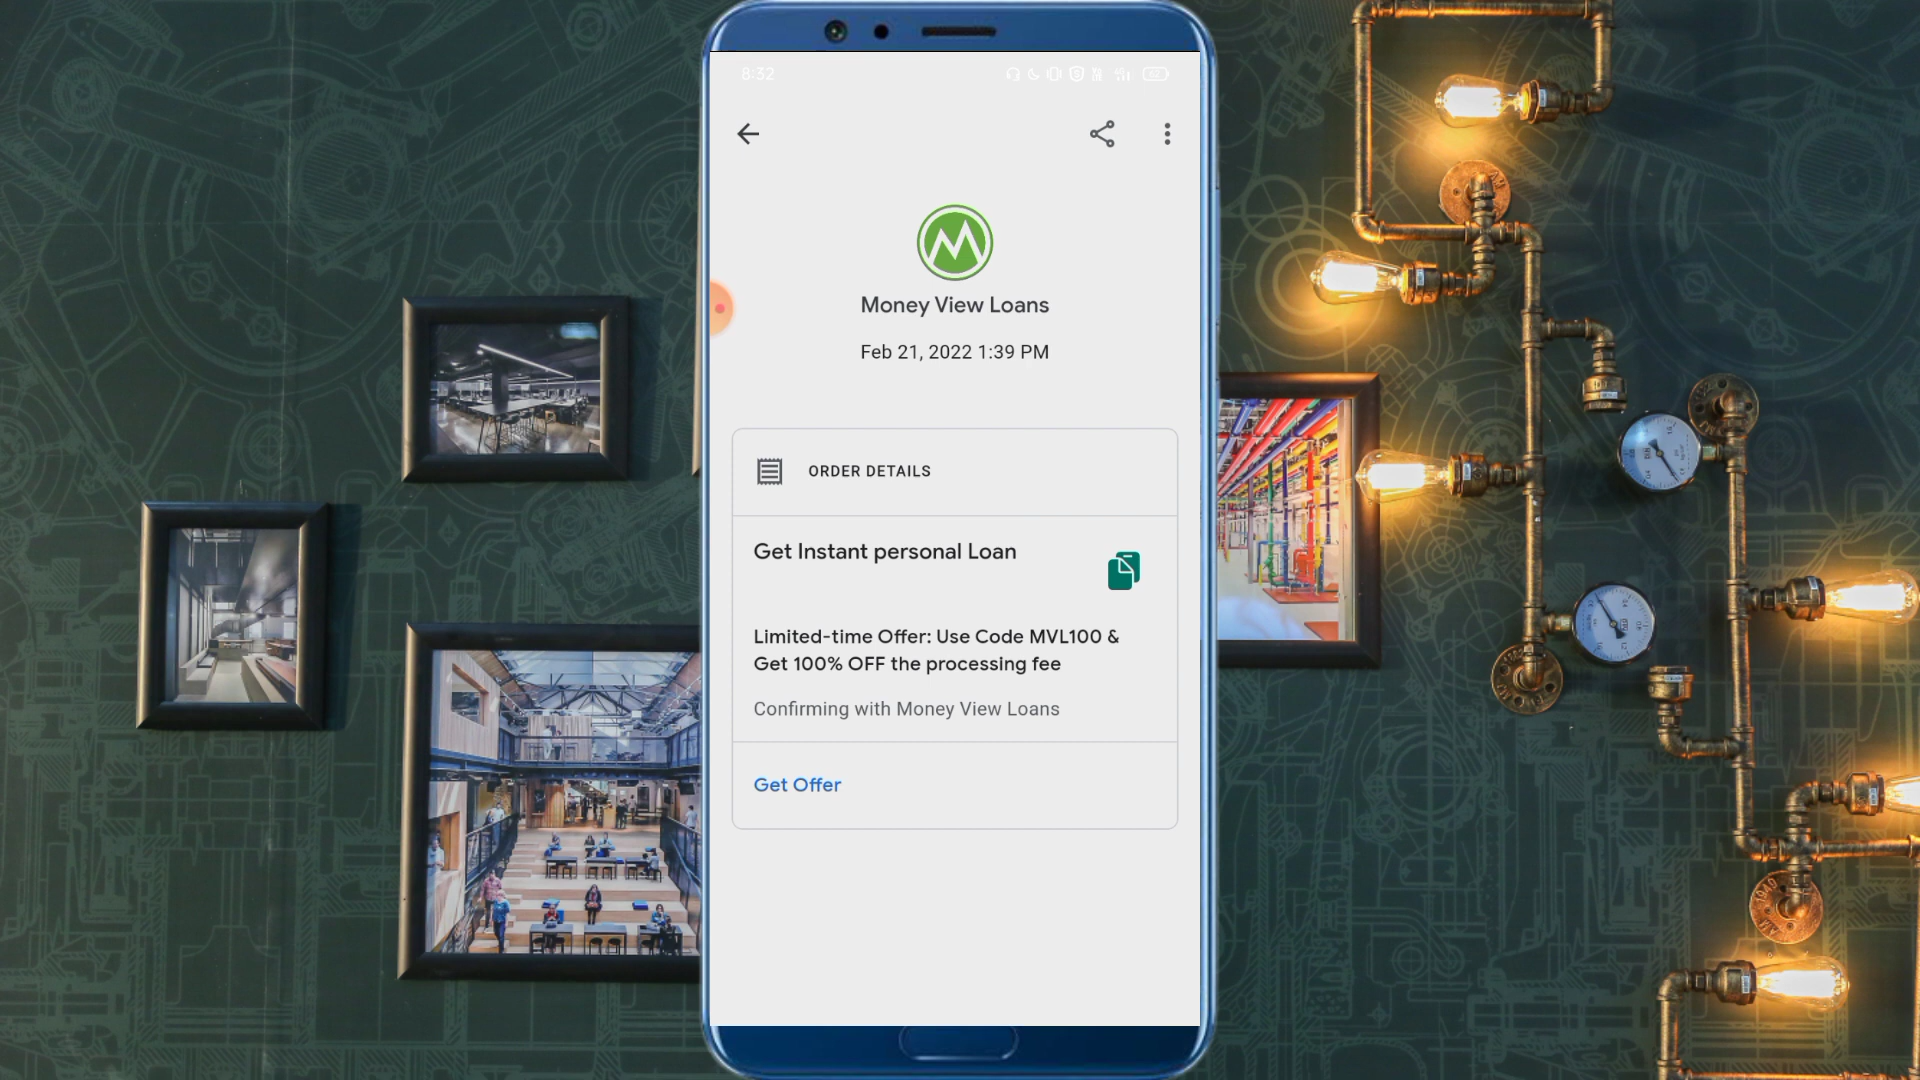 8:32
62
Money View Loans
Feb 21, 2022 1:39 PM
ORDER DETAILS
Get Instant personal Loan
Limited-time Offer: Use Code MVL100 &
Get 100% OFF the processing fee
Confirming with Money View Loans
Get Offer